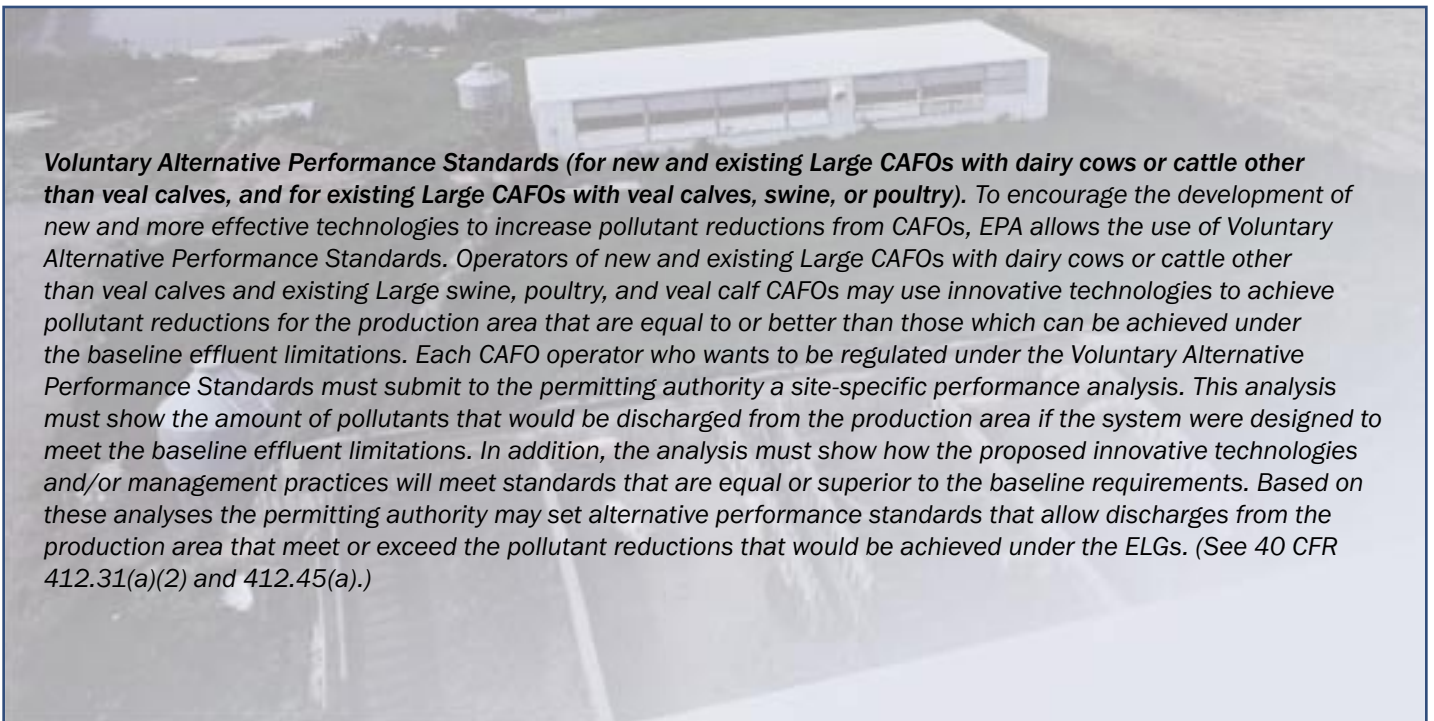 Voluntary Alternative Performance Standards (for new and existing Large CAFOs with dairy cows or cattle other
than veal calves, and for existing Large CAFOs with veal calves, swine, or poultry). To encourage the development of
new and more effective technologies to increase pollutant reductions from CAFOs, EPA allows the use of Voluntary
Alternative Performance Standards. Operators of new and existing Large CAFOs with dairy cows or cattle other
than veal calves and existing Large swine, poultry, and veal calf CAFOs may use innovative technologies to achieve
pollutant reductions for the production area that are equal to or better than those which can be achieved under
the baseline effluent limitations. Each CAFO operator who wants to be regulated under the Voluntary Alternative
Performance Standards must submit to the permitting authority a site-specific performance analysis. This analysis
must show the amount of pollutants that would be discharged from the production area if the system were designed to
meet the baseline effluent limitations. In addition, the analysis must show how the proposed innovative technologies
and/or management practices will meet standards that are equal or superior to the baseline requirements. Based on
these analyses the permitting authority may set alternative performance standards that allow discharges from the
production area that meet or exceed the pollutant reductions that would be achieved under the ELGs. (See 40 CFR
412.31(a)(2) and 412.45(a).)